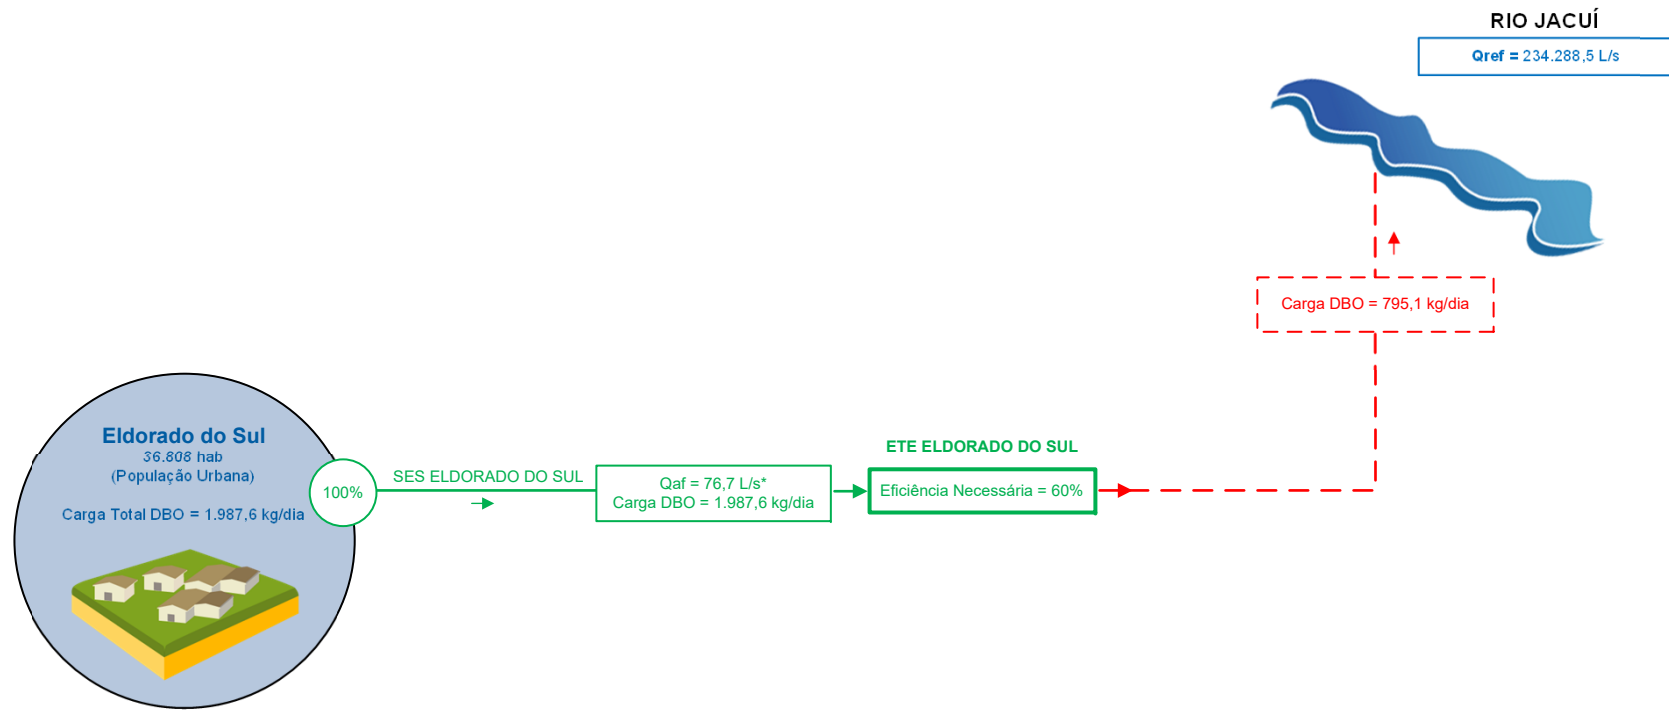 RIO JACUÍ
Qref = 234.288,5 L/s
Carga DBO = 795,1 kg/dia
Eldorado do Sul
36.808 hab
(População Urbana)
Carga Total DBO = 1.987,6 kg/dia
100%
SES ELDORADO DO SUL
Qaf = 76,7 L/s*
Carga DBO = 1.987,6 kg/dia
ETE ELDORADO DO SUL
Eficiência Necessária = 60%